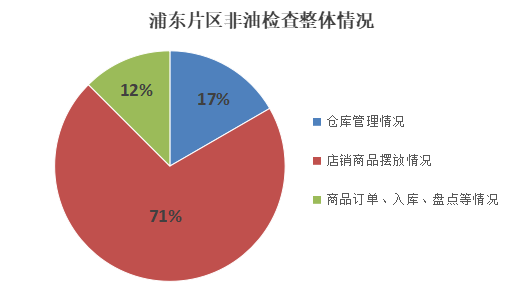 浦东片区非油检查整体情况
12%
17%
71%
仓库管理情况
店销商品摆放情况
商品订单、入库、盘点等情况